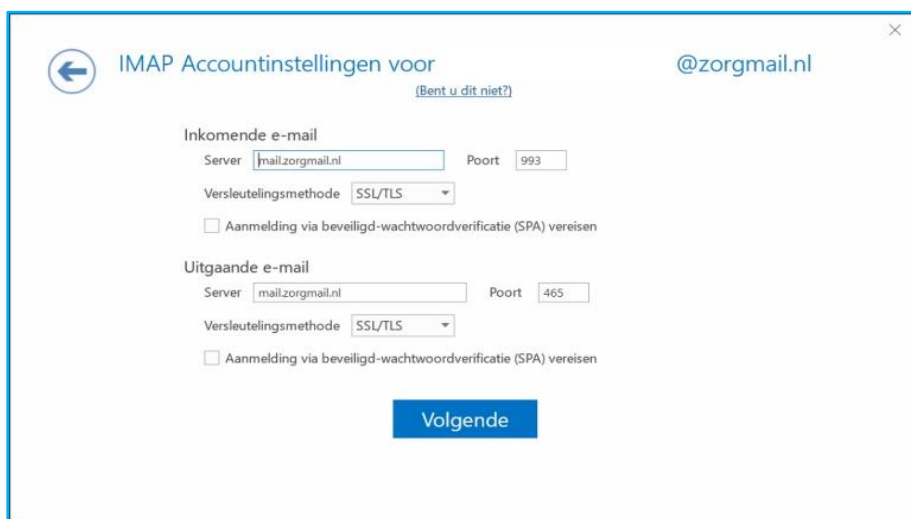 IMAP Accountinstellingen voor @zorgmail.nl
(Bent u dit niet?)
Inkomende e-mail
Server mail.zorgmail.nl Poort 993
Versleutelingsmethode SSL/TLS
Aanmelding via beveiligd-wachtwoordverificatie (SPA) vereisen
Uitgaande e-mail
Server mail.zorgmail.nl Poort 465
Versleutelingsmethode SSL/TLS
Aanmelding via beveiligd-wachtwoordverificatie (SPA) vereisen
Volgende